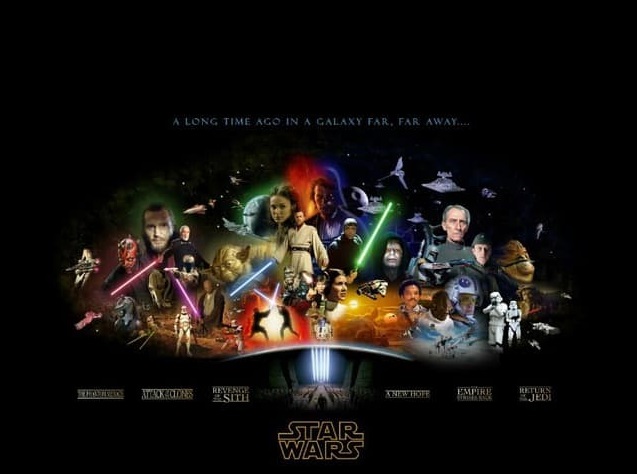 A LONG TIME AGO IN A GALAXY FAR, FAR AWAY....
THE PHANTOM MENACE
ATTACK OF THE CLONES
REVENGE
OF THE
SITH
A NEW HOPE
EMPIRE
STRIKES BACK
RETURN
OF THE
JEDI
STAR
WARS